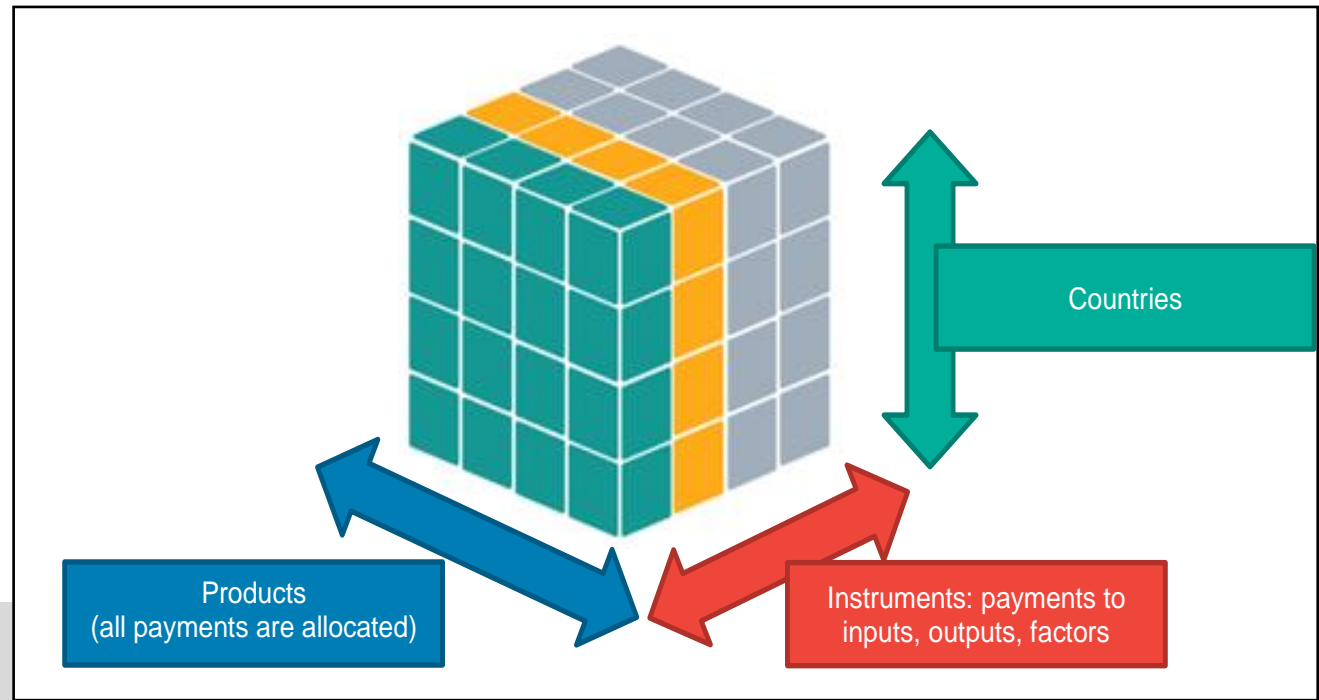 Countries
Products
(all payments are allocated)
Instruments: payments to
inputs, outputs, factors